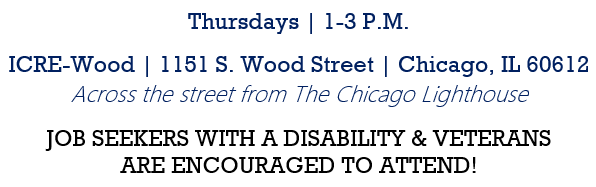 Thursdays | 1-3 P.M.
ICRE-Wood | 1151 S. Wood Street | Chicago, IL 60612
Across the street from The Chicago Lighthouse
JOB SEEKERS WITH A DISABILITY & VETERANS
ARE ENCOURAGED TO ATTEND!